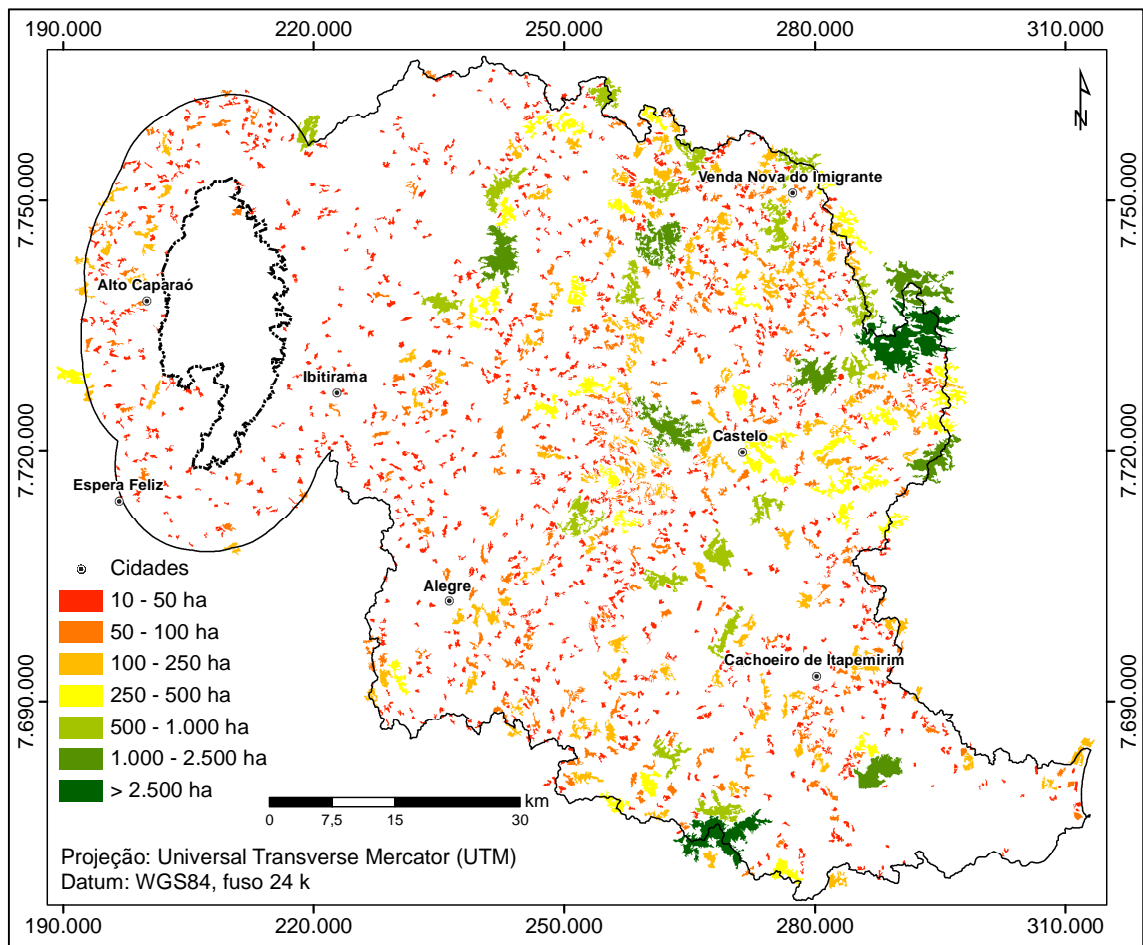 190.000 220.000 250.000 280.000 310.000
N
Venda Nova do Imigrante
7.750.000 7.750.000
Alto Caparaó
Ibitirama
Castelo
7.720.000 7.720.000
Espera Feliz
Cidades
10 - 50 ha
50 - 100 ha
100 - 250 ha
250 - 500 ha
500 - 1.000 ha
1.000 - 2.500 ha
> 2.500 ha
Alegre
Cachoeiro de Itapemirim
7.690.000 7.690.000
km
0 7,5 15 30
Projeção: Universal Transverse Mercator (UTM)
Datum: WGS84, fuso 24 k
190.000 220.000 250.000 280.000 310.000